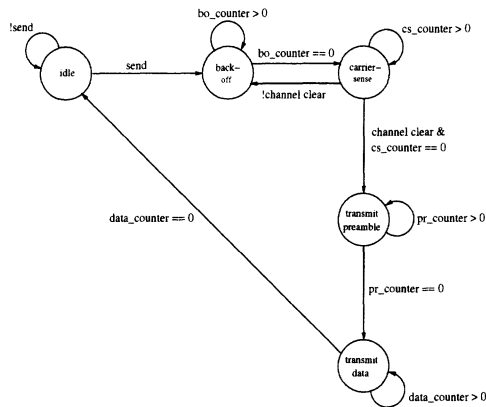 bo_counter > 0
!send
cs_counter > 0
bo_counter == 0
send
idle
back-
off
carrier-
sense
!channel clear
channel clear &
cs_counter == 0
transmit
preamble
pr_counter > 0
data_counter == 0
pr_counter == 0
transmit
data
data_counter > 0